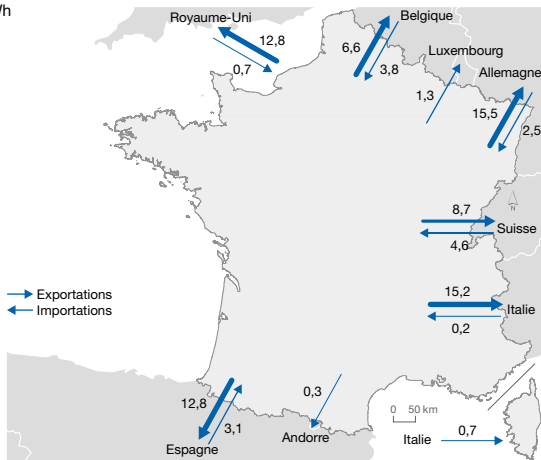 Wh
Royaume-Uni
12,8
0,7
Belgique
6,6
3,8
Luxembourg
1,3
Allemagne
15,5
2,5
N
8,7
Suisse
4,6
Exportations
Importations
15,2
Italie
0,2
12,8
3,1
Espagne
0,3
Andorre
0 50 km
Italie
0,7